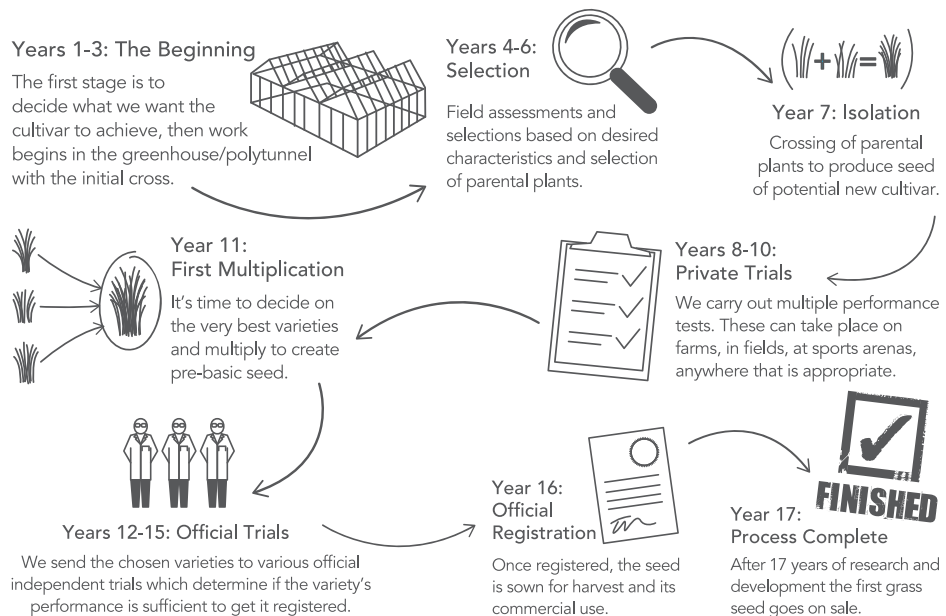 Years 1-3: The Beginning
The first stage is to
decide what we want the
cultivar to achieve, then work
begins in the greenhouse/polytunnel
with the initial cross.
Years 4-6:
Selection
Field assessments and
selections based on desired
characteristics and selection
of parental plants.
( + = )
Year 7: Isolation
Crossing of parental
plants to produce seed
of potential new cultivar.
Years 8-10:
Private Trials
We carry out multiple performance
tests. These can take place on
farms, in fields, at sports arenas,
anywhere that is appropriate.
Year 11:
First Multiplication
It's time to decide on
the very best varieties
and multiply to create
pre-basic seed.
Years 12-15: Official Trials
We send the chosen varieties to various official
independent trials which determine if the variety's
performance is sufficient to get it registered.
Year 16:
Official
Registration
Once registered, the seed
is sown for harvest and its
commercial use.
FINISHED
Year 17:
Process Complete
After 17 years of research and
development the first grass
seed goes on sale.